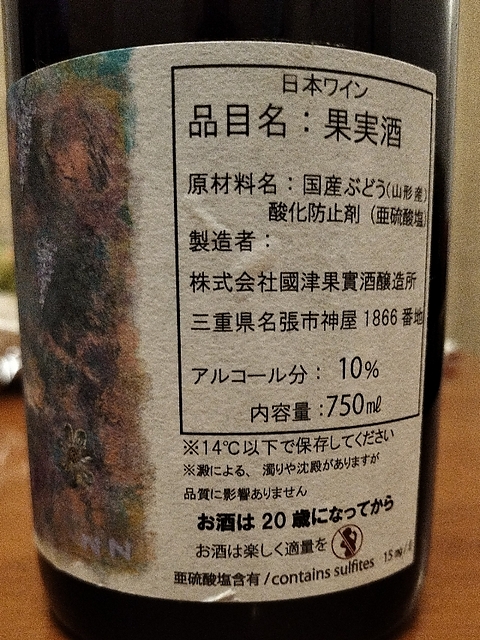 日本ワイン
品目名：果実酒
原材料名：国産ぶどう（山形産）
酸化防止剤（亜硫酸塩）
製造者：
株式会社國津果實酒醸造所
三重県名張市神屋1866番地
アルコール分：10%
内容量：750㎖
※14℃以下で保存してください
※澱による、濁りや沈殿がありますが
品質に影響ありません
お酒は20歳になってから
お酒は楽しく適量を
亜硫酸塩含有/contains sulfites 15㎎/